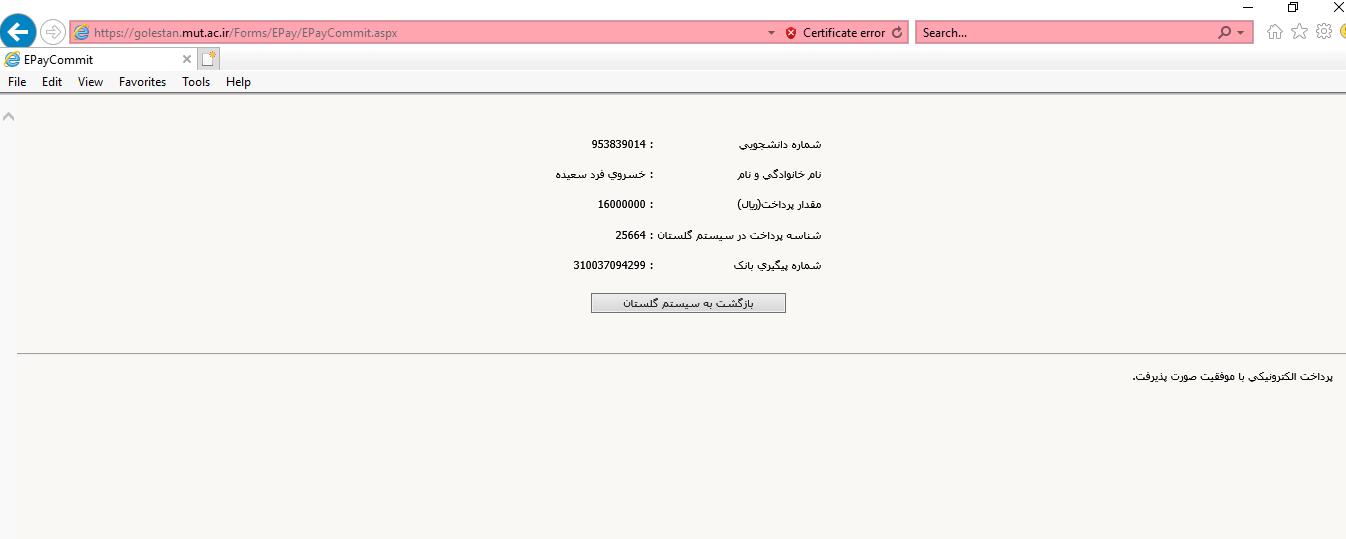 https://golestan.mut.ac.ir/Forms/EPay/EPayCommit.aspx
Certificate error
Search...
EPayCommit
File Edit View Favorites Tools Help
شماره دانشجويي : 953839014
نام خانوادگي و نام : خسروي فرد سعيده
مقدار پرداخت(ريال) : 16000000
شناسه پرداخت در سيستم گلستان : 25664
شماره پيگيري بانک : 310037094299
بازگشت به سيستم گلستان
پرداخت الکترونيکي با موفقيت صورت پذيرفت.